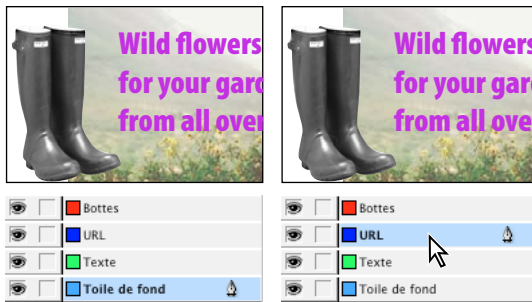 Wild flowers
for your gard
from all over
Wild flowers
for your gar
from all ove
Bottes
URL
Texte
Toile de fond
Bottes
URL
Texte
Toile de fond